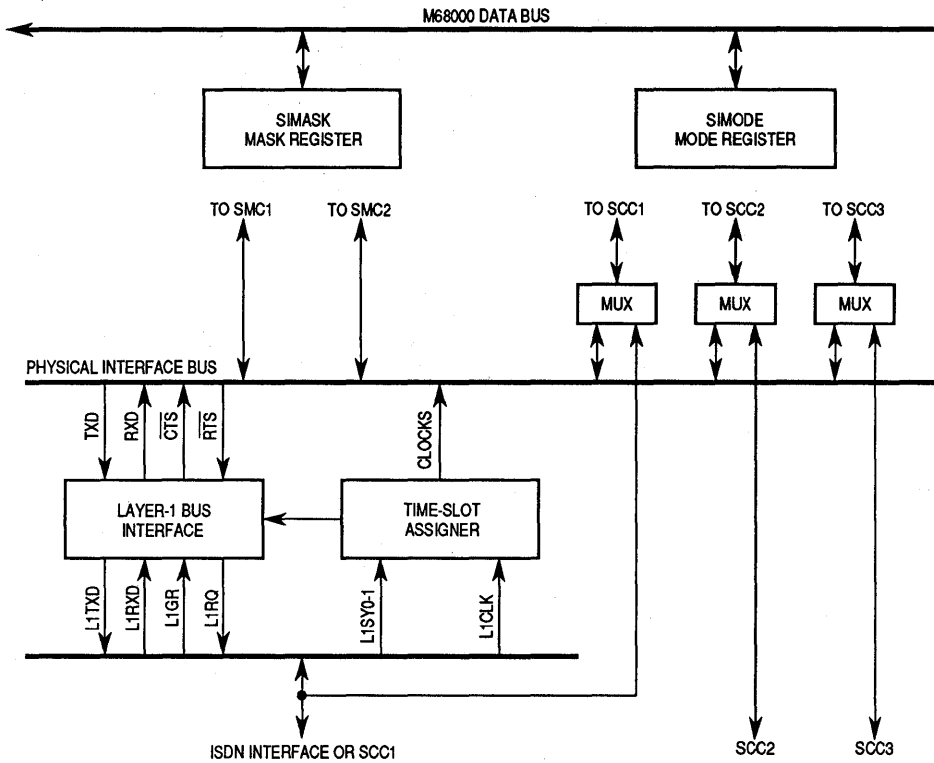 M68000 DATA BUS
SIMASK
MASK REGISTER
SIMODE
MODE REGISTER
TO SMC1
TO SMC2
TO SCC1
TO SCC2
TO SCC3
MUX
MUX
MUX
PHYSICAL INTERFACE BUS
TXD
RXD
CTS
RTS
CLOCKS
LAYER-1 BUS
INTERFACE
TIME-SLOT
ASSIGNER
L1TXD
L1RXD
L1GR
L1RQ
L1SY0-1
L1CLK
ISDN INTERFACE OR SCC1
SCC2
SCC3